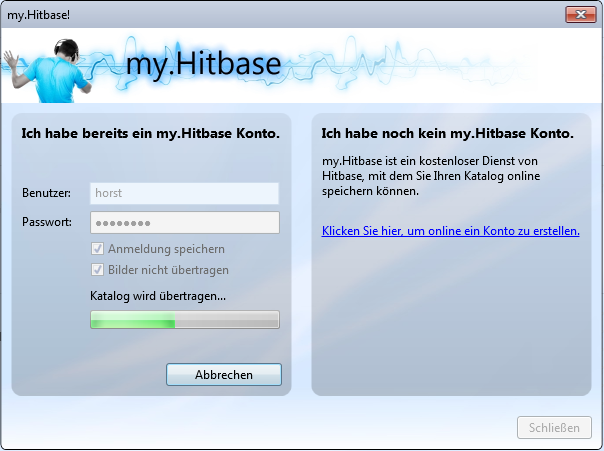 my.Hitbase!
my.Hitbase
Ich habe bereits ein my.Hitbase Konto.
Benutzer:
horst
Passwort:
●●●●●●●●
Anmeldung speichern
Bilder nicht übertragen
Katalog wird übertragen...
Abbrechen
Ich habe noch kein my.Hitbase Konto.
my.Hitbase ist ein kostenloser Dienst von
Hitbase, mit dem Sie Ihren Katalog online
speichern können.
Klicken Sie hier, um online ein Konto zu erstellen.
Schließen